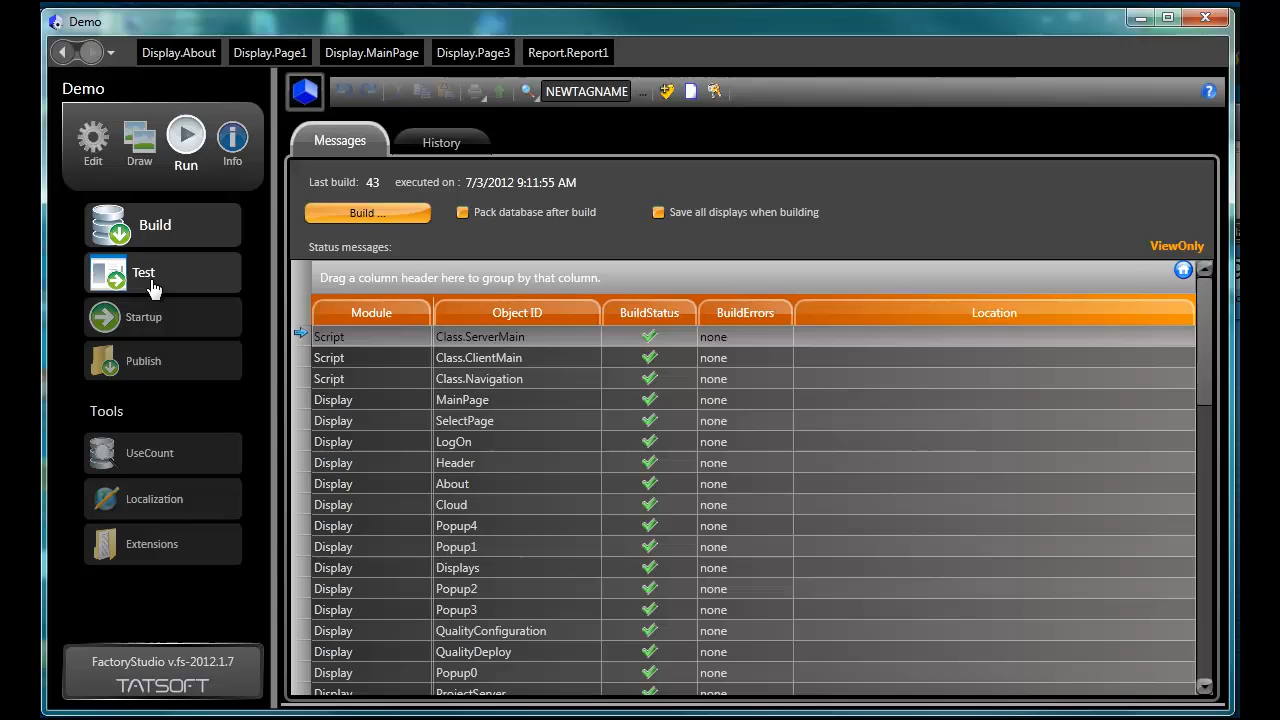 Demo
Display.About Display.Page1 Display.MainPage Display.Page3 Report.Report1
Demo
NEWTAGNAME ...
Edit Draw Run Info
Messages History
Last build: 43 executed on : 7/3/2012 9:11:55 AM
Build ... Pack database after build Save all displays when building
Status messages: ViewOnly
Build
Test
Startup
Publish
Tools
UseCount
Localization
Extensions
Drag a column header here to group by that column.
Module Object ID BuildStatus BuildErrors Location
Script Class.ServerMain none
Script Class.ClientMain none
Script Class.Navigation none
Display MainPage none
Display SelectPage none
Display LogOn none
Display Header none
Display About none
Display Cloud none
Display Popup4 none
Display Popup1 none
Display Displays none
Display Popup2 none
Display Popup3 none
Display QualityConfiguration none
Display QualityDeploy none
Display Popup0 none
Display ProjectServer none
FactoryStudio v.fs-2012.1.7
TATSOFT